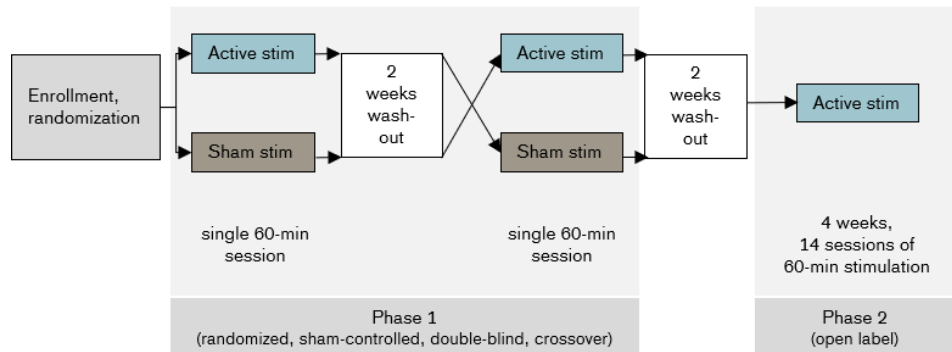 Enrollment,
randomization
Active stim
Sham stim
2
weeks
wash-
out
Active stim
Sham stim
2
weeks
wash-
out
Active stim
single 60-min
session
single 60-min
session
4 weeks,
14 sessions of
60-min stimulation
Phase 1
(randomized, sham-controlled, double-blind, crossover)
Phase 2
(open label)